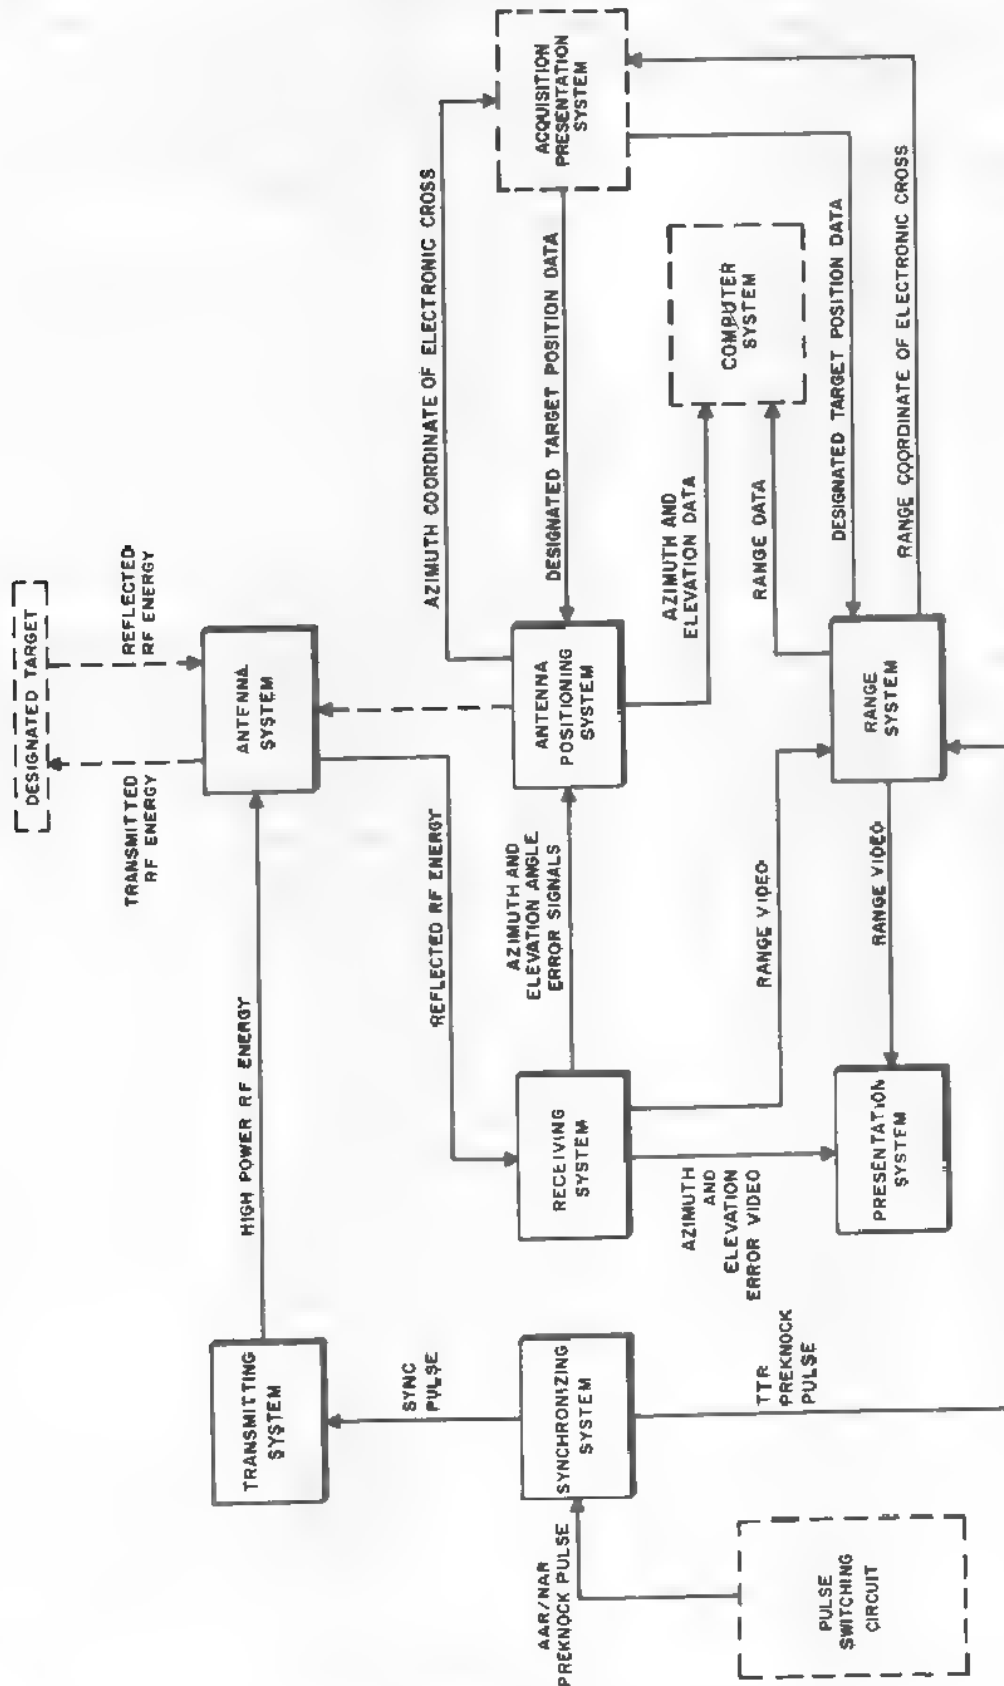 DESIGNATED TARGET
TRANSMITTED
RF ENERGY
REFLECTED
RF ENERGY
TRANSMITTING
SYSTEM
HIGH POWER RF ENERGY
ANTENNA
SYSTEM
SYNC
PULSE
REFLECTED RF ENERGY
AZIMUTH COORDINATE OF ELECTRONIC CROSS
AAR/NAR
PREKNOCK PULSE
SYNCHRONIZING
SYSTEM
RECEIVING
SYSTEM
AZIMUTH AND
ELEVATION ANGLE
ERROR SIGNALS
ANTENNA
POSITIONING
SYSTEM
DESIGNATED TARGET POSITION DATA
ACQUISITION
PRESENTATION
SYSTEM
AZIMUTH AND
ELEVATION DATA
COMPUTER
SYSTEM
TTR
PREKNOCK
PULSE
AZIMUTH
AND
ELEVATION
ERROR VIDEO
RANGE VIDEO
RANGE DATA
PULSE
SWITCHING
CIRCUIT
PRESENTATION
SYSTEM
RANGE VIDEO
RANGE
SYSTEM
DESIGNATED TARGET POSITION DATA
RANGE COORDINATE OF ELECTRONIC CROSS